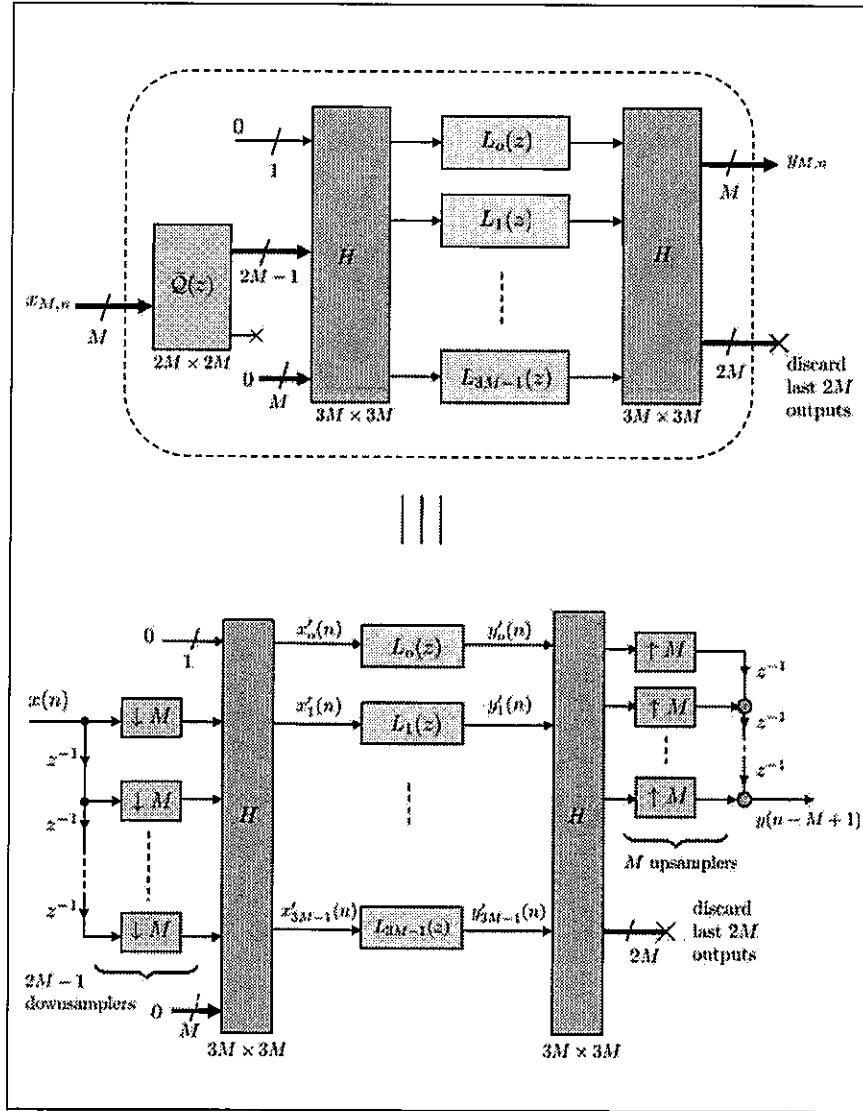 0
1
L₀(z)
yM,n
M
L₁(z)
H
H
xM,n
M
Q̄(z)
2M−1
2M × 2M
0
M
L3M−1(z)
2M
3M × 3M
3M × 3M
discard
last 2M
outputs
0
1
x′₀(n)
L₀(z)
y′₀(n)
↑ M
z⁻¹
x(n)
↓ M
x′₁(n)
L₁(z)
y′₁(n)
↑ M
z⁻¹
z⁻¹
z⁻¹
↓ M
H
H
↑ M
y(n − M + 1)
z⁻¹
M upsamplers
z⁻¹
↓ M
x′3M−1(n)
L3M−1(z)
y′3M−1(n)
discard
last 2M
outputs
2M
2M − 1
downsamplers
0
M
3M × 3M
3M × 3M